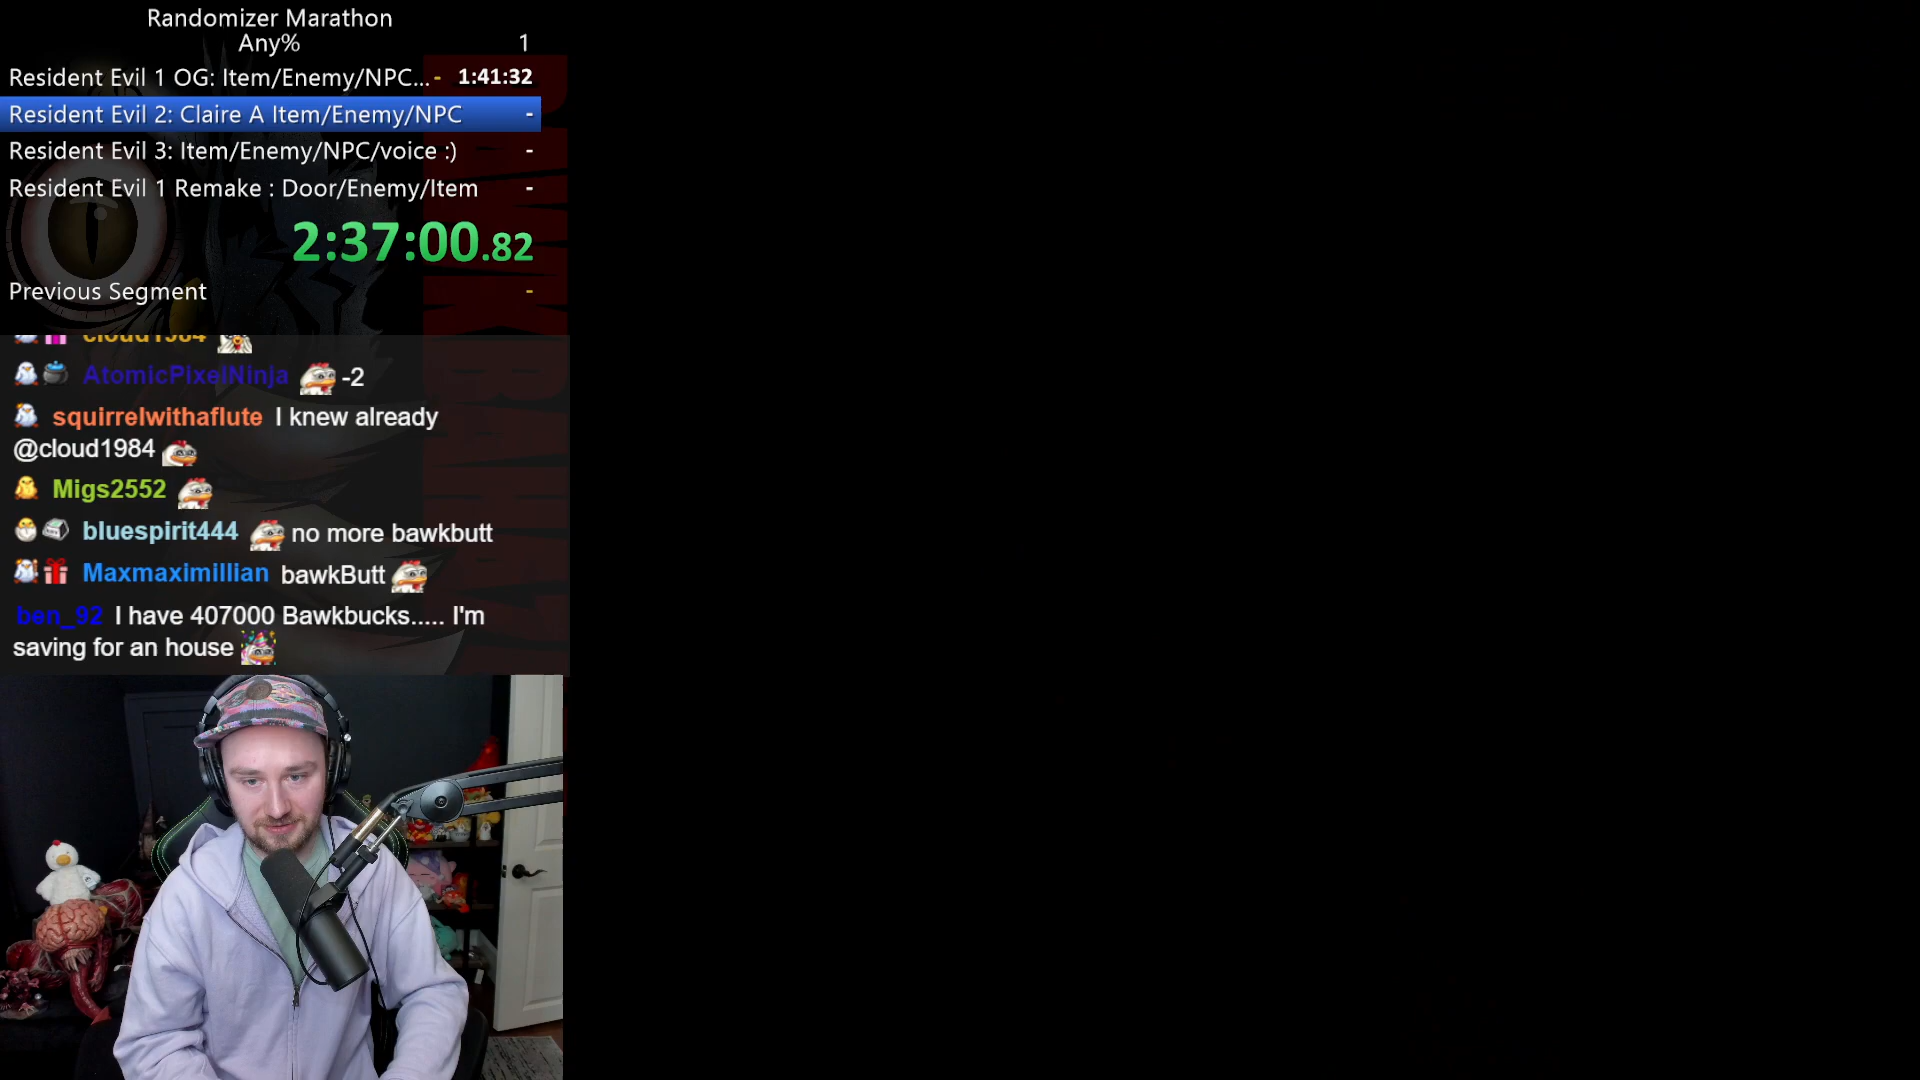 Randomizer Marathon
Any% 1
Resident Evil 1 OG: Item/Enemy/NPC... - 1:41:32
Resident Evil 2: Claire A Item/Enemy/NPC -
Resident Evil 3: Item/Enemy/NPC/voice :) -
Resident Evil 1 Remake : Door/Enemy/Item -
2:37:00.82
Previous Segment -
cloud1984
AtomicPixelNinja -2
squirrelwithaflute I knew already
@cloud1984
Migs2552
bluespirit444 no more bawkbutt
Maxmaximillian bawkButt
ben_92 I have 407000 Bawkbucks..... I'm
saving for an house